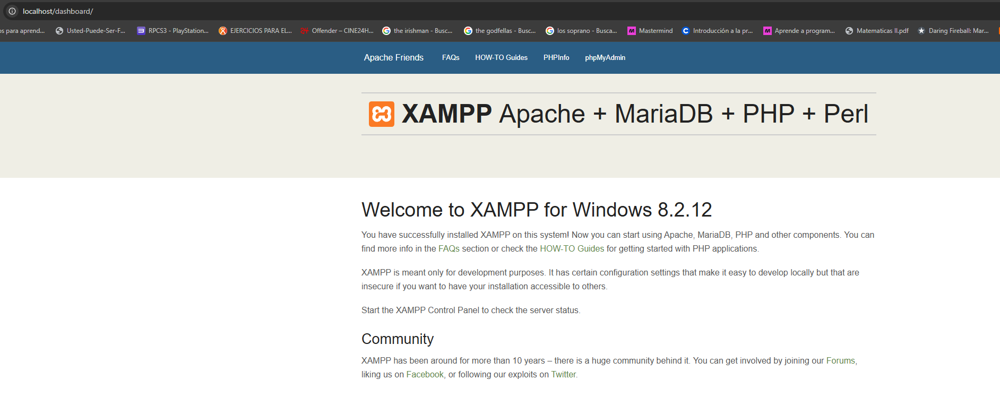 localhost/dashboard/
os para aprend...
Usted-Puede-Ser-F...
RPCS3 - PlayStation...
EJERCICIOS PARA EL...
Offender – CINE24H...
the irishman - Busc...
the godfellas - Busc...
los soprano - Busca...
Mastermind
Introducción a la pr...
Aprende a program...
Matematicas II.pdf
Daring Fireball: Mar...
Apache Friends
FAQs
HOW-TO Guides
PHPInfo
phpMyAdmin
XAMPP Apache + MariaDB + PHP + Perl
Welcome to XAMPP for Windows 8.2.12
You have successfully installed XAMPP on this system! Now you can start using Apache, MariaDB, PHP and other components. You can
find more info in the FAQs section or check the HOW-TO Guides for getting started with PHP applications.
XAMPP is meant only for development purposes. It has certain configuration settings that make it easy to develop locally but that are
insecure if you want to have your installation accessible to others.
Start the XAMPP Control Panel to check the server status.
Community
XAMPP has been around for more than 10 years – there is a huge community behind it. You can get involved by joining our Forums,
liking us on Facebook, or following our exploits on Twitter.